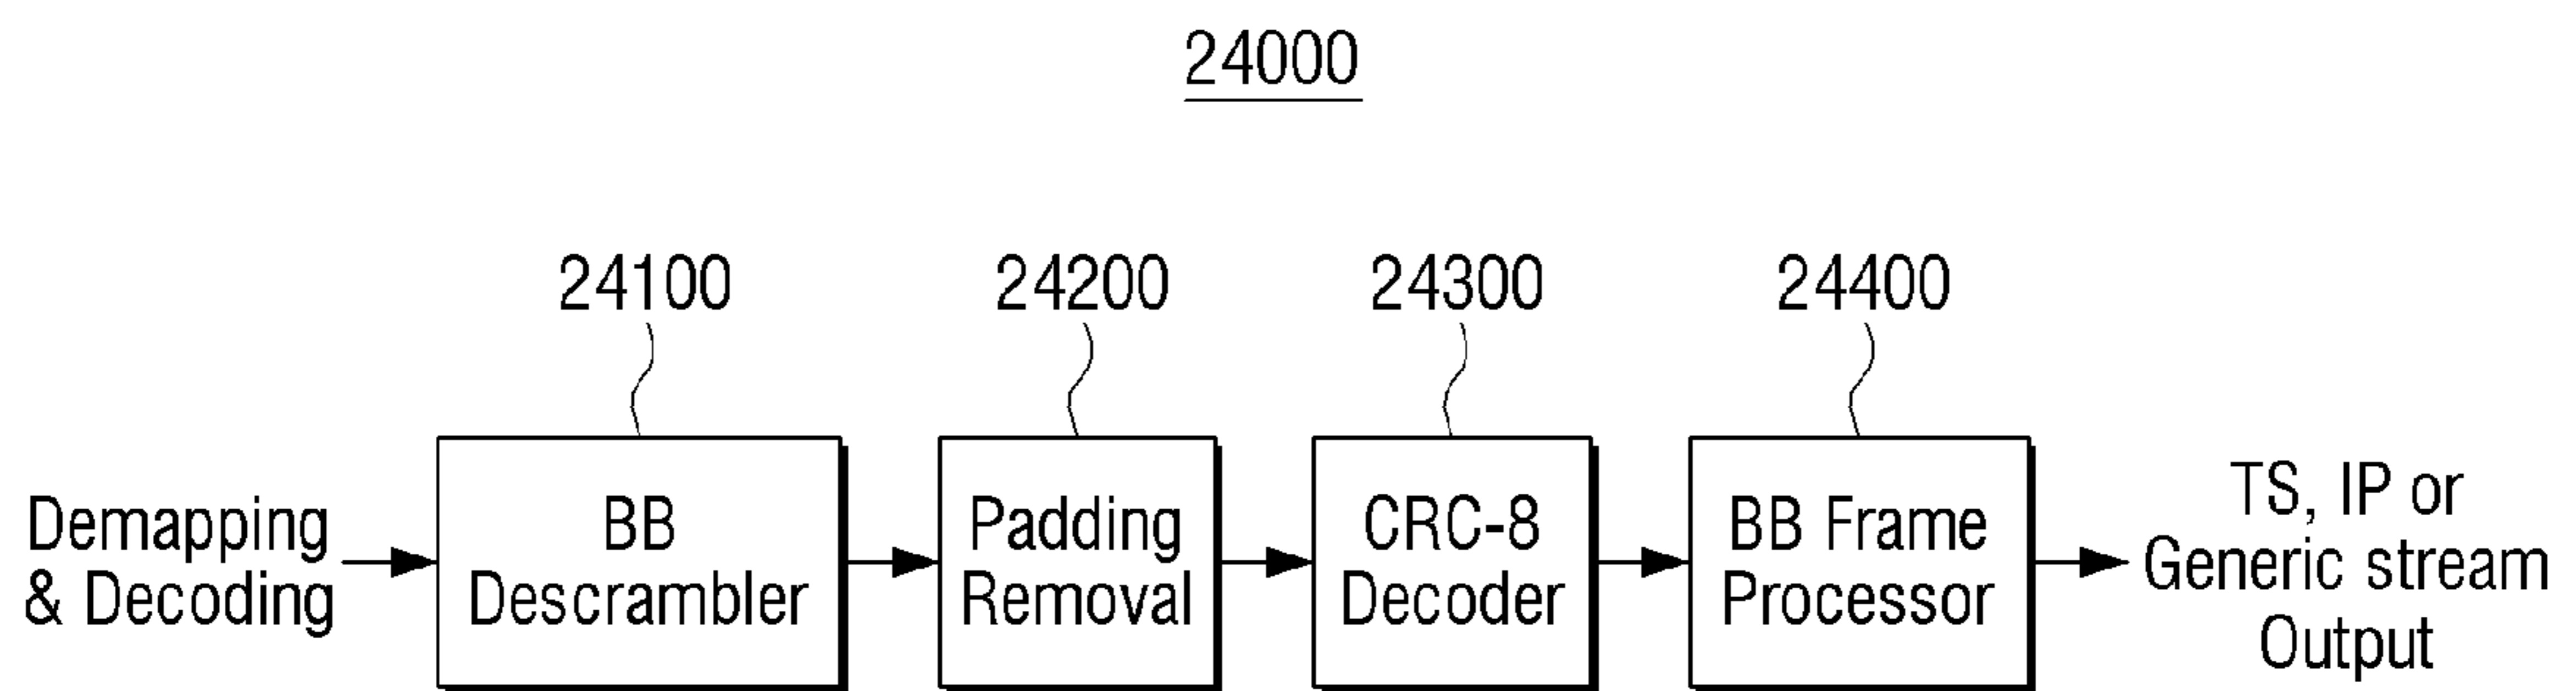 24000
24100
24200
24300
24400
Demapping
& Decoding
BB
Descrambler
Padding
Removal
CRC-8
Decoder
BB Frame
Processor
TS, IP or
Generic stream
Output